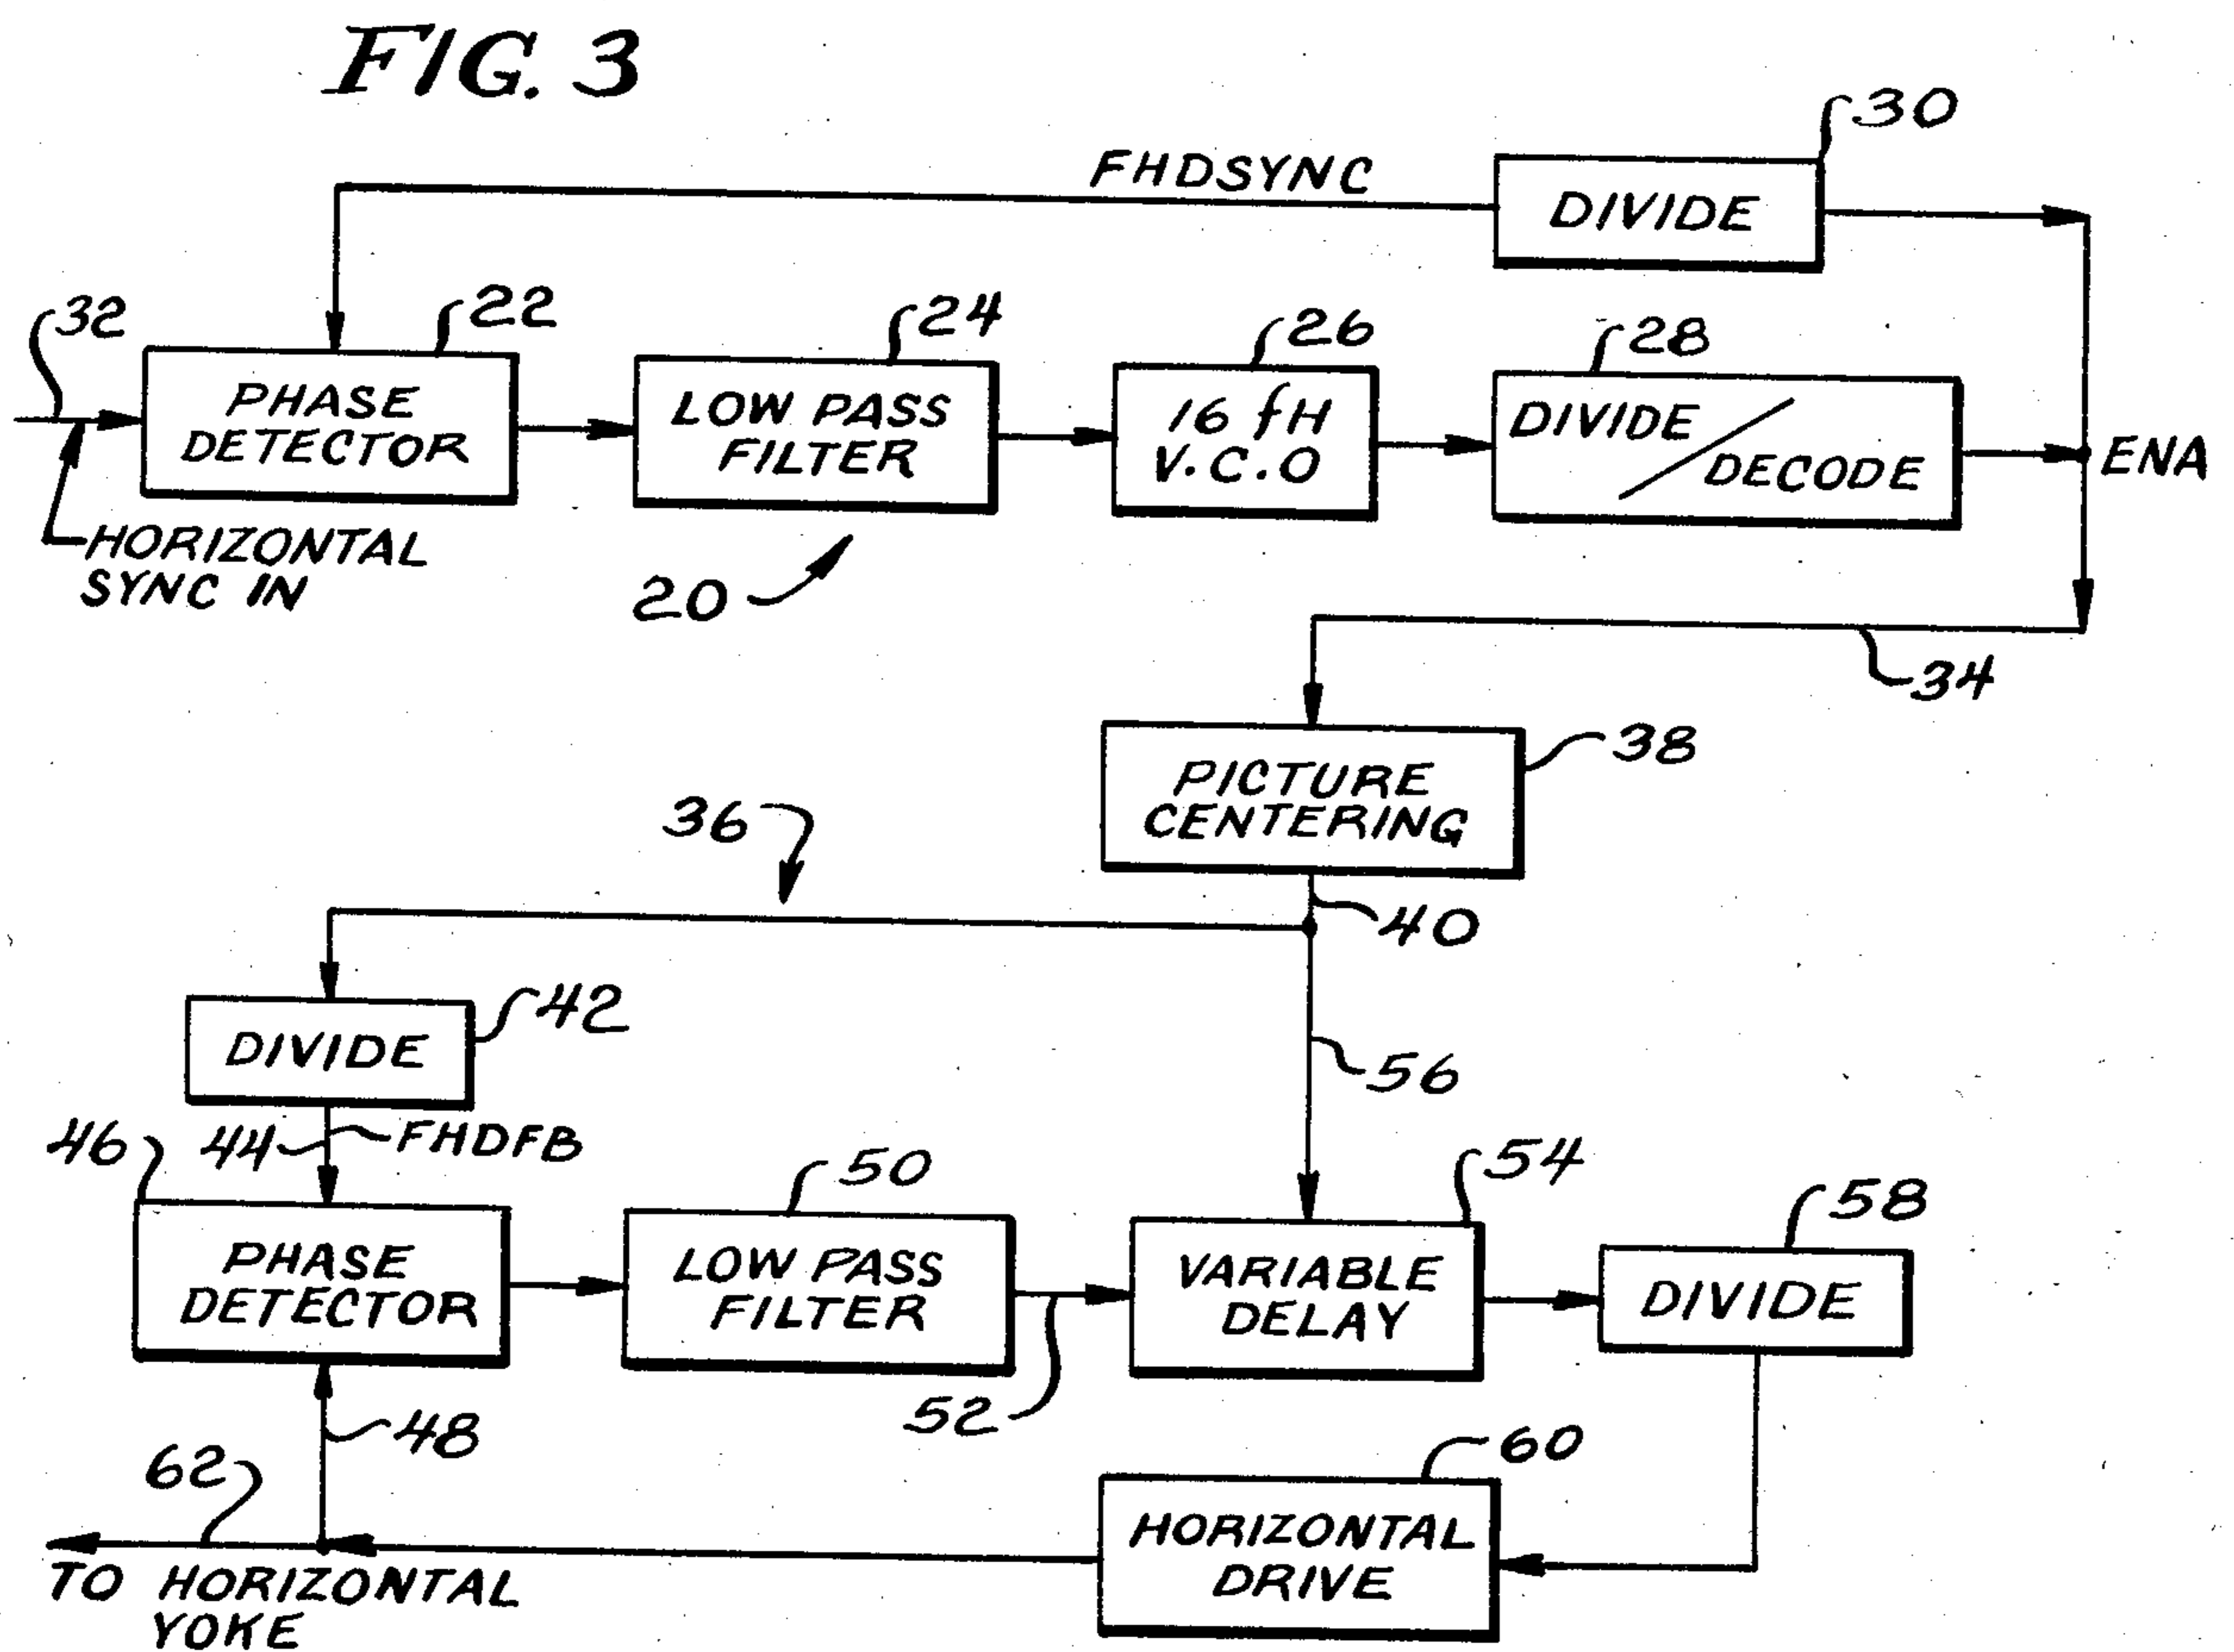 FIG. 3
30
FHDSYNC
DIVIDE
32
22
24
26
28
PHASE
DETECTOR
LOW PASS
FILTER
16 fH
V.C.O
DIVIDE
DECODE
ENA
HORIZONTAL
SYNC IN
20
34
38
PICTURE
CENTERING
36
40
42
DIVIDE
56
46
44
FHDFB
50
54
58
PHASE
DETECTOR
LOW PASS
FILTER
VARIABLE
DELAY
DIVIDE
52
48
62
60
HORIZONTAL
DRIVE
TO HORIZONTAL
YOKE